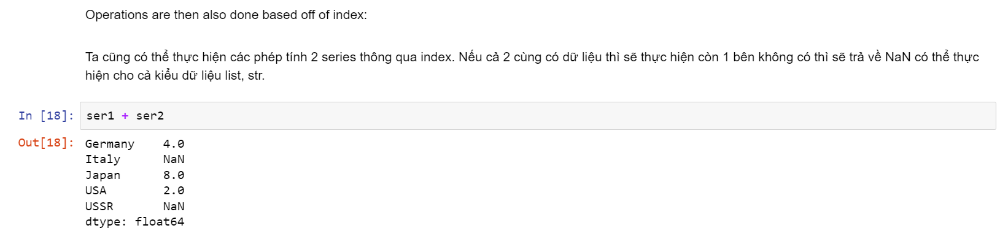 Operations are then also done based off of index:
Ta cũng có thể thực hiện các phép tính 2 series thông qua index. Nếu cả 2 cùng có dữ liệu thì sẽ thực hiện còn 1 bên không có thì sẽ trả về NaN có thể thực
hiện cho cả kiểu dữ liệu list, str.
In [18]: ser1 + ser2
Out[18]: Germany    4.0
Italy      NaN
Japan      8.0
USA        2.0
USSR       NaN
dtype: float64